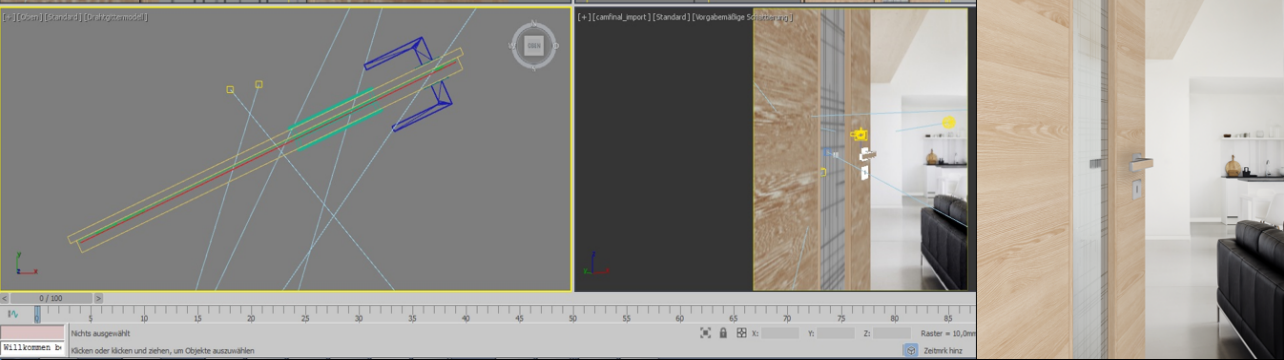 [+] [Oben] [Standard] [Drahtgittermodell]
[+] [camfinal_import] [Standard] [Vorgabemäßige Schattierung]
OBEN
y
x
z
< 0 / 100 >
0 5 10 15 20 25 30 35 40 45 50 55 60 65 70 75 80 85
Nichts ausgewählt
X: Y: Z: Raster = 10,0mm
Willkommen be
Klicken oder klicken und ziehen, um Objekte auszuwählen
Zeitmrk hinz